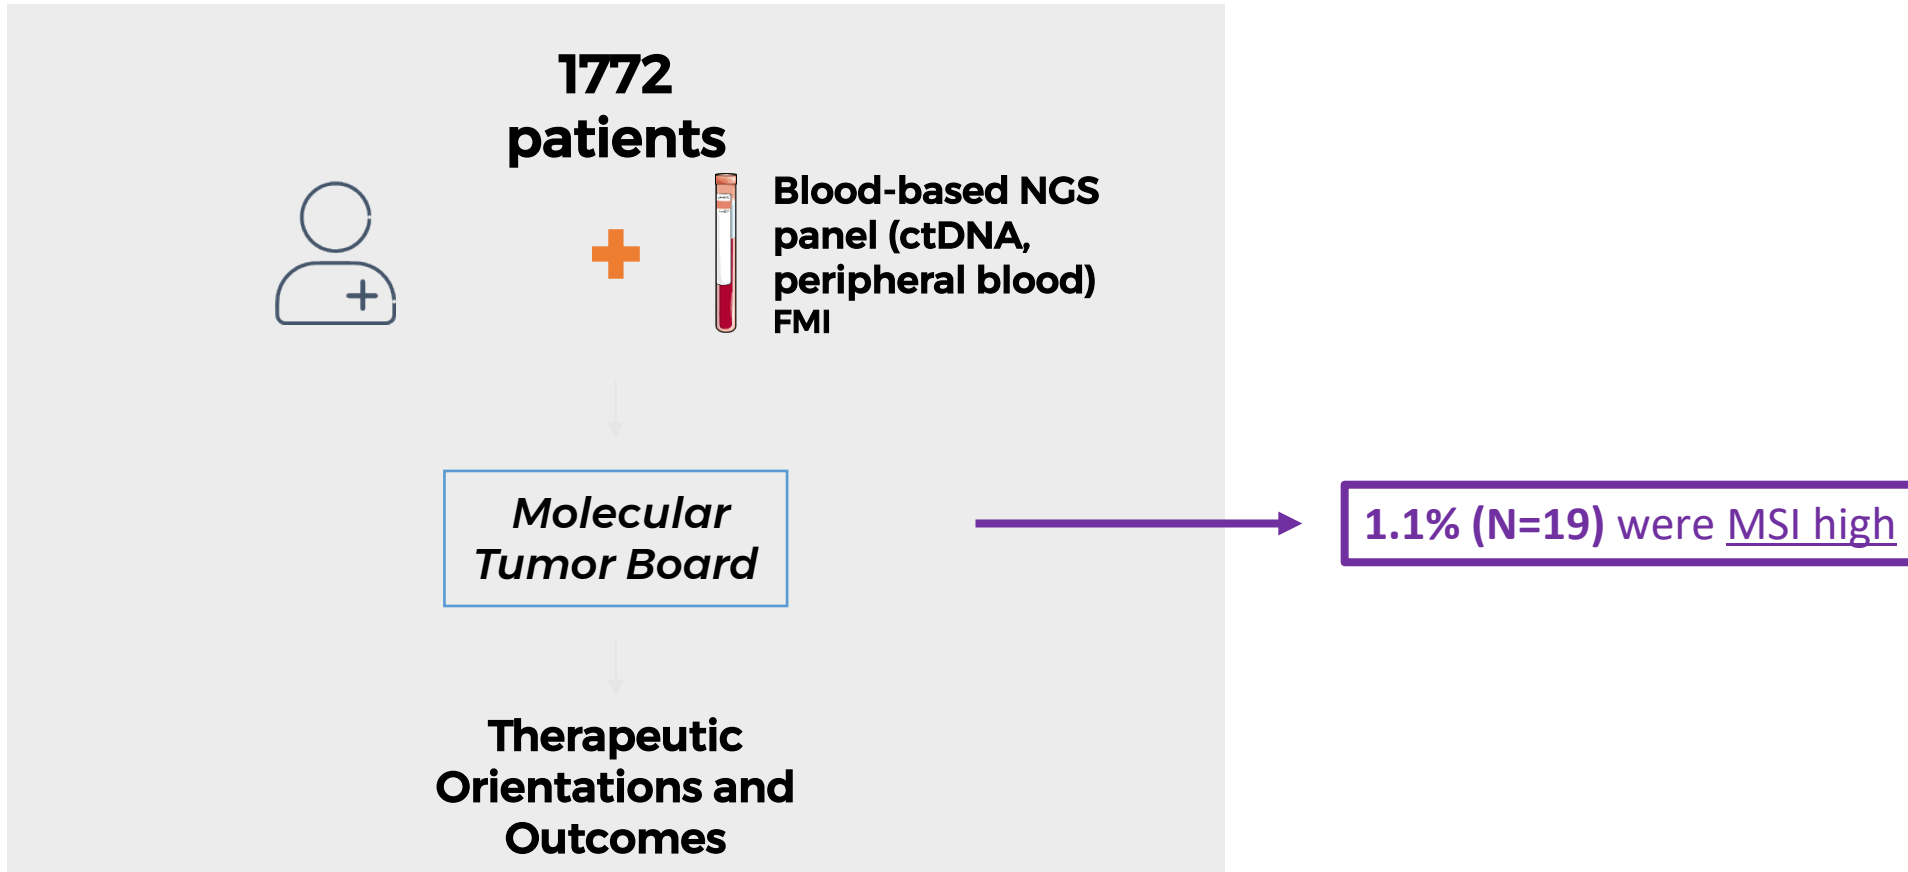 1772
patients
Blood-based NGS
panel (ctDNA,
peripheral blood)
FMI
Molecular
Tumor Board
1.1% (N=19) were MSI high
Therapeutic
Orientations and
Outcomes